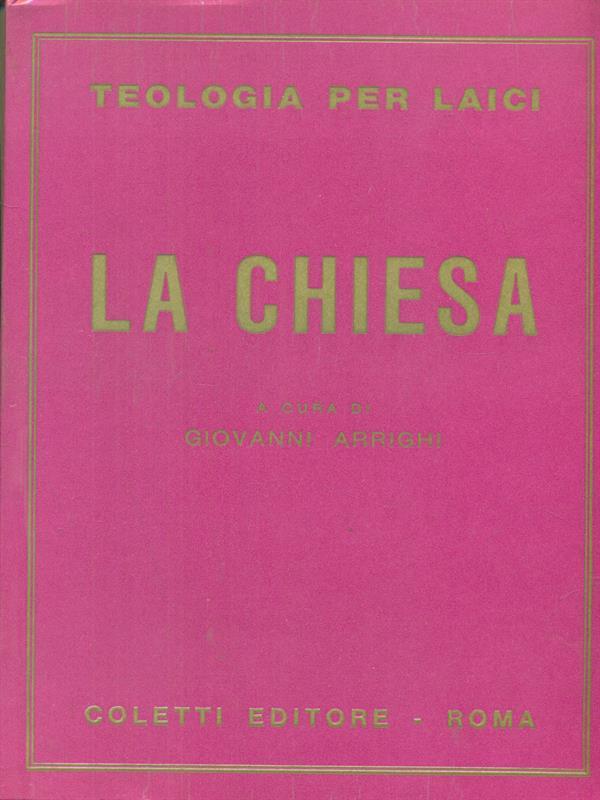 TEOLOGIA PER LAICI
LA CHIESA
A CURA DI
GIOVANNI ARRIGHI
COLETTI EDITORE - ROMA